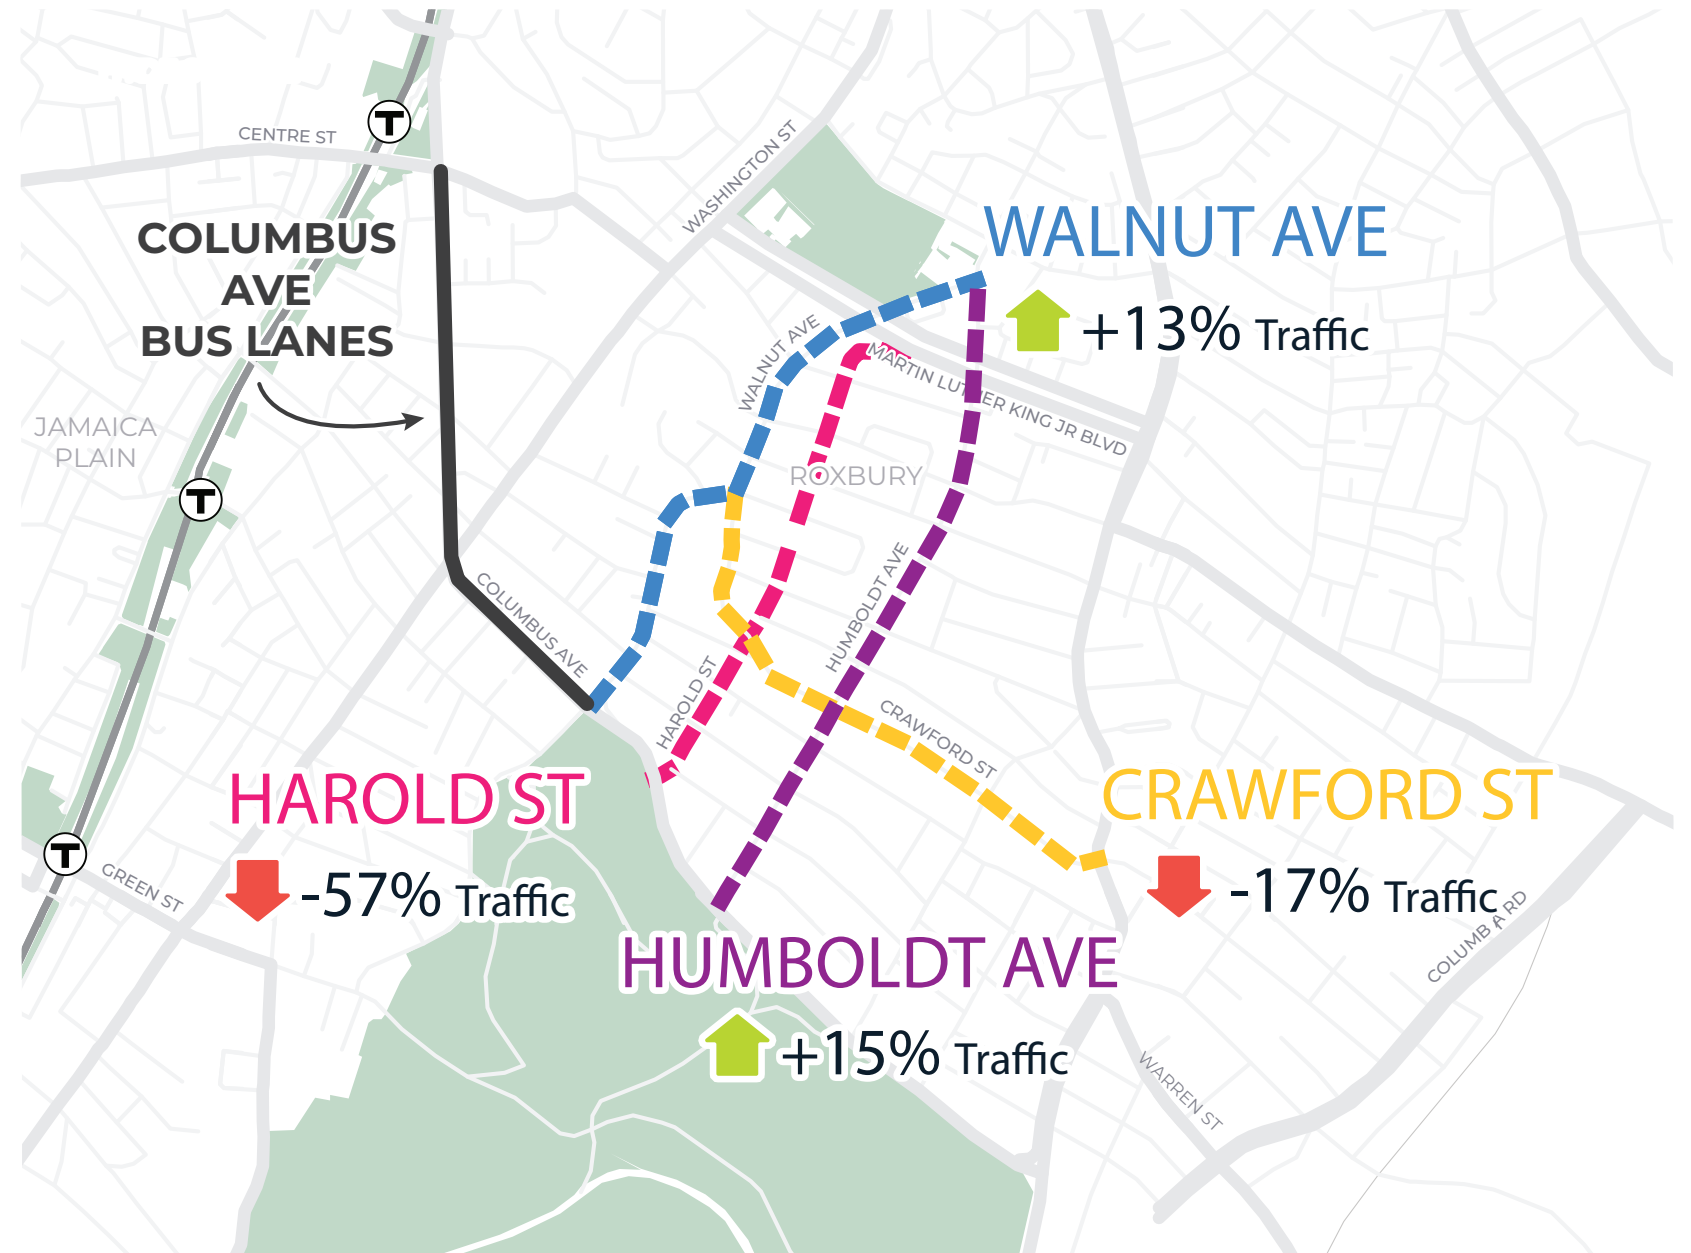 T
CENTRE ST
WASHINGTON ST
COLUMBUS
AVE
BUS LANES
WALNUT AVE
+13% Traffic
WALNUT AVE
MARTIN LUTHER KING JR BLVD
JAMAICA
PLAIN
ROXBURY
T
HUMBOLDT AVE
COLUMBUS AVE
HAROLD ST
CRAWFORD ST
HAROLD ST
-57% Traffic
CRAWFORD ST
-17% Traffic
T
GREEN ST
HUMBOLDT AVE
+15% Traffic
COLUMB A RD
WARREN ST